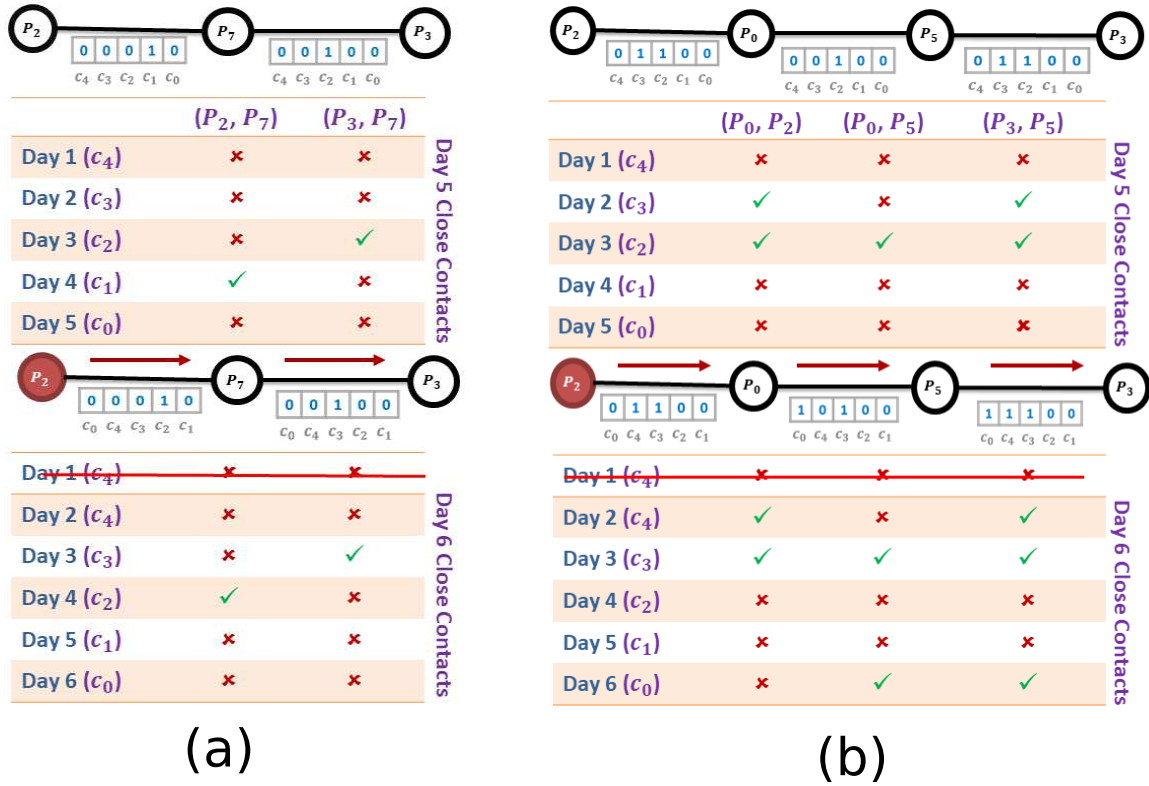 P2 P7 P3
0 0 0 1 0 0 0 1 0 0
c4 c3 c2 c1 c0 c4 c3 c2 c1 c0
(P2, P7) (P3, P7)
Day 1 (c4) ✘ ✘
Day 2 (c3) ✘ ✘
Day 3 (c2) ✘ ✓
Day 4 (c1) ✓ ✘
Day 5 (c0) ✘ ✘
Day 5 Close Contacts
P2 P7 P3
0 0 0 1 0 0 0 1 0 0
c0 c4 c3 c2 c1 c0 c4 c3 c2 c1
Day 1 (c4) ✘ ✘
Day 2 (c4) ✘ ✘
Day 3 (c3) ✘ ✓
Day 4 (c2) ✓ ✘
Day 5 (c1) ✘ ✘
Day 6 (c0) ✘ ✘
Day 6 Close Contacts
(a)
P2 P0 P5 P3
0 1 1 0 0 0 0 1 0 0 0 1 1 0 0
c4 c3 c2 c1 c0 c4 c3 c2 c1 c0 c4 c3 c2 c1 c0
(P0, P2) (P0, P5) (P3, P5)
Day 1 (c4) ✘ ✘ ✘
Day 2 (c3) ✓ ✘ ✓
Day 3 (c2) ✓ ✓ ✓
Day 4 (c1) ✘ ✘ ✘
Day 5 (c0) ✘ ✘ ✘
Day 5 Close Contacts
P2 P0 P5 P3
0 1 1 0 0 1 0 1 0 0 1 1 1 0 0
c0 c4 c3 c2 c1 c0 c4 c3 c2 c1 c0 c4 c3 c2 c1
Day 1 (c4) ✘ ✘ ✘
Day 2 (c4) ✓ ✘ ✓
Day 3 (c3) ✓ ✓ ✓
Day 4 (c2) ✘ ✘ ✘
Day 5 (c1) ✘ ✘ ✘
Day 6 (c0) ✘ ✓ ✓
Day 6 Close Contacts
(b)